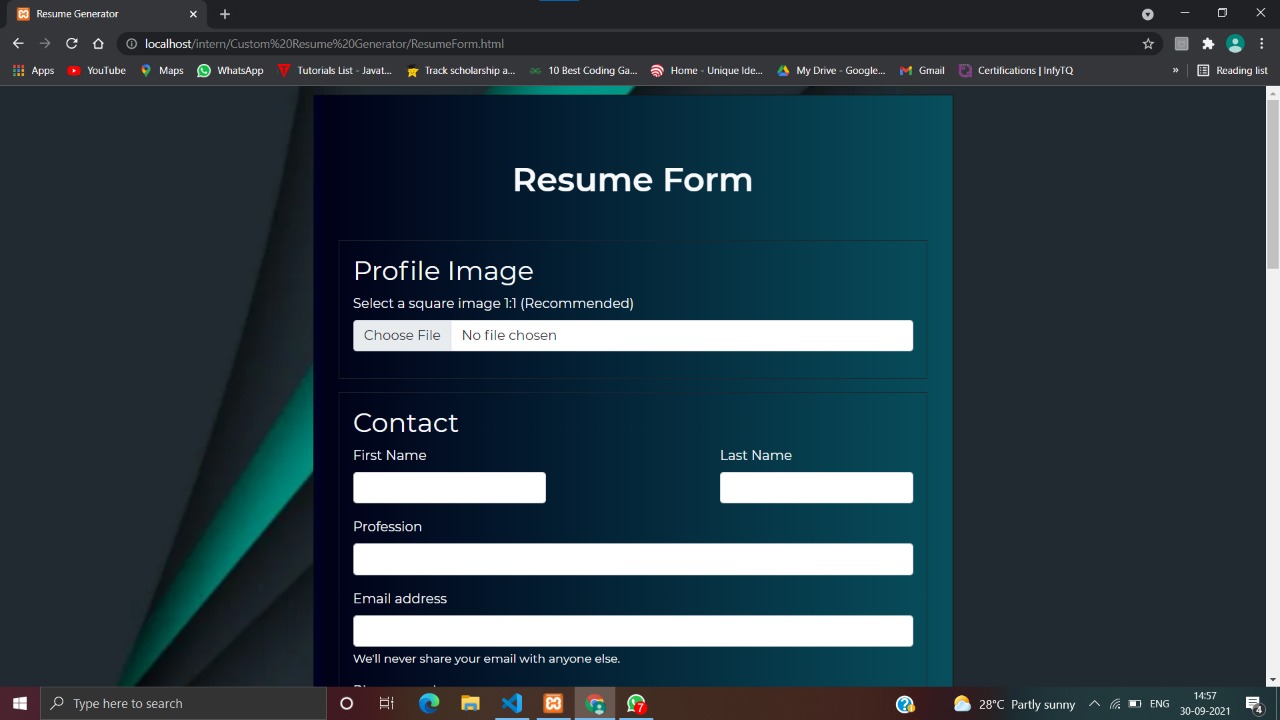 Resume Generator
localhost/intern/Custom%20Resume%20Generator/ResumeForm.html
Apps YouTube Maps WhatsApp Tutorials List - Javat... Track scholarship a... 10 Best Coding Ga... Home - Unique Ide... My Drive - Google... Gmail Certifications | InfyTQ » Reading list
Resume Form
Profile Image
Select a square image 1:1 (Recommended)
Choose File No file chosen
Contact
First Name Last Name
Profession
Email address
We'll never share your email with anyone else.
Type here to search
7
28°C Partly sunny ENG 14:57
30-09-2021 4